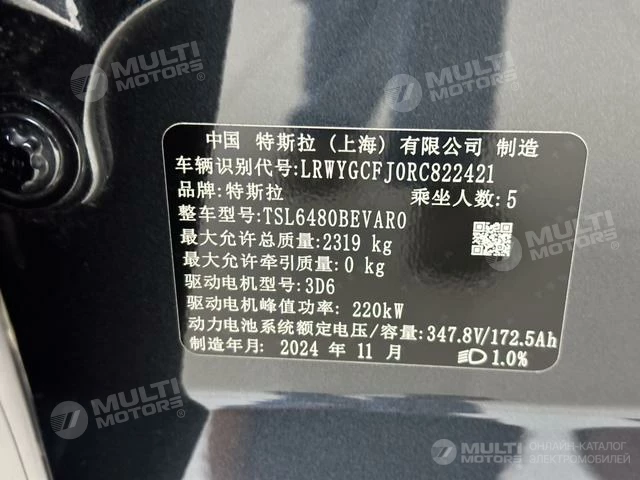 MULTI
MOTORS®
MULTI
MOTORS®
中国 特斯拉（上海）有限公司 制造
车辆识别代号:LRWYGCFJ0RC822421
品牌:特斯拉 乘坐人数:5
整车型号:TSL6480BEVAR0
最大允许总质量:2319 kg
最大允许牵引质量:0 kg
驱动电机型号:3D6
驱动电机峰值功率: 220kW
动力电池系统额定电压/容量:347.8V/172.5Ah
制造年月: 2024 年 11 月 1.0%
MULTI
MOTORS®
MULTI
MOTORS®
ОНЛАЙН-КАТАЛОГ
ЭЛЕКТРОМОБИЛЕЙ